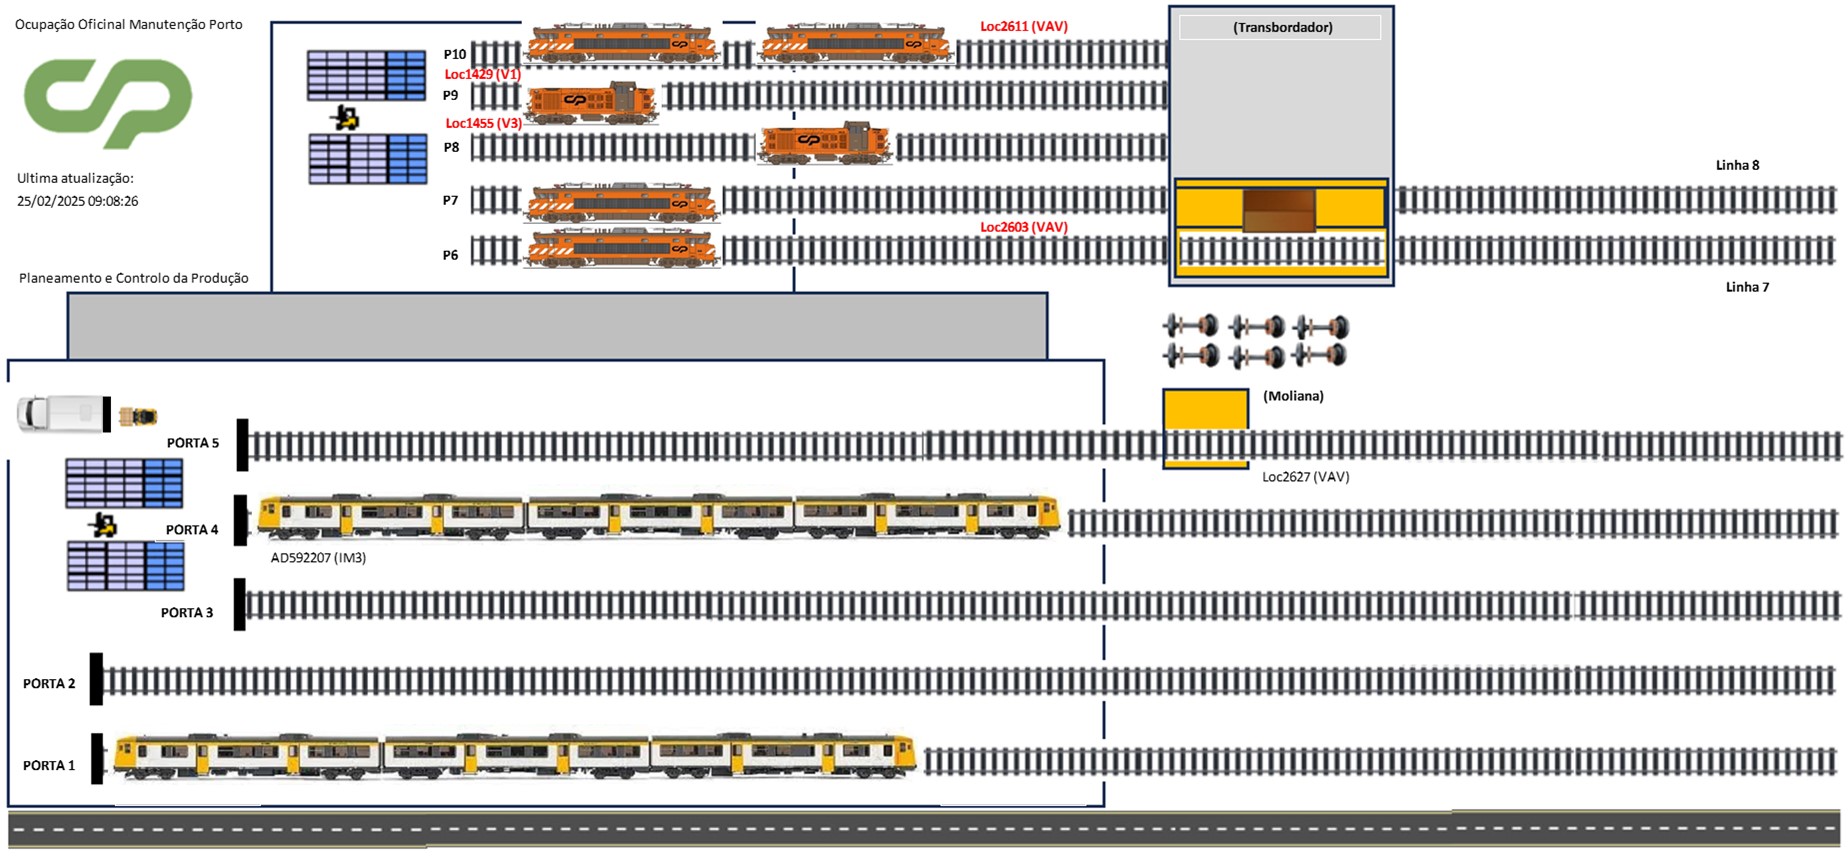 Ocupação Oficinal Manutenção Porto
CP
Ultima atualização:
25/02/2025 09:08:26
Planeamento e Controlo da Produção
P10
Loc2611 (VAV)
Loc1429 (V1)
P9
Loc1455 (V3)
P8
P7
Loc2603 (VAV)
P6
(Transbordador)
Linha 8
Linha 7
(Moliana)
PORTA 5
Loc2627 (VAV)
PORTA 4
AD592207 (IM3)
PORTA 3
PORTA 2
PORTA 1